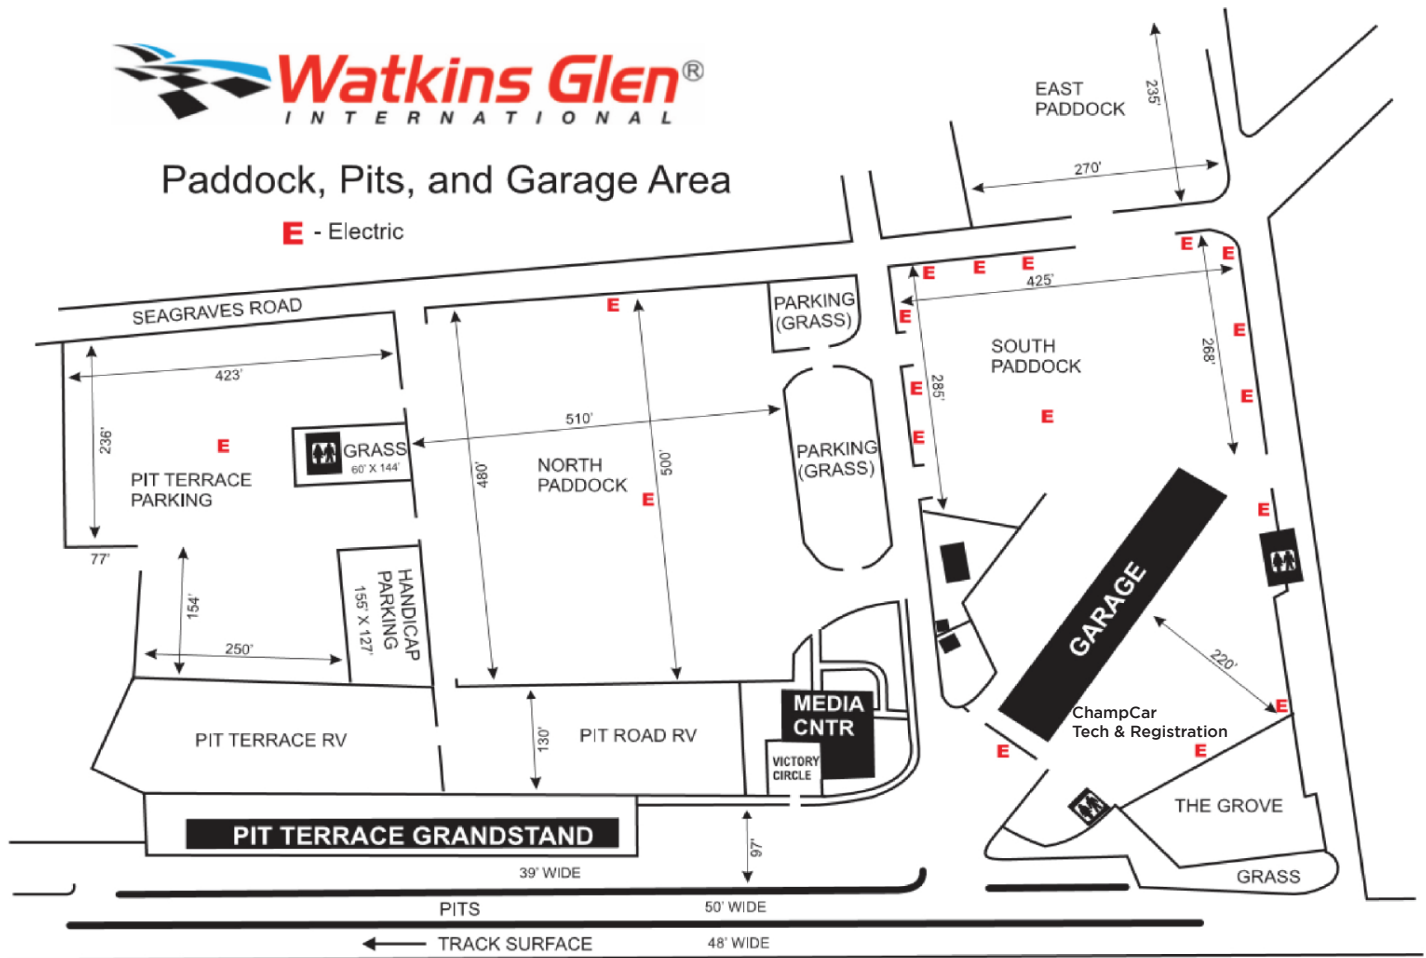 Watkins Glen®
INTERNATIONAL
Paddock, Pits, and Garage Area
E - Electric
EAST
PADDOCK
235'
270'
SEAGRAVES ROAD
423'
236'
E
PIT TERRACE
PARKING
77'
154'
250'
GRASS
60' X 144'
HANDICAP
PARKING
155' X 127'
E
510'
480'
500'
NORTH
PADDOCK
E
PARKING
(GRASS)
PARKING
(GRASS)
E
E
E
E
E
425'
E
SOUTH
PADDOCK
E
268'
285'
E
E
E
E
E
GARAGE
220'
E
ChampCar
Tech & Registration
E
E
PIT TERRACE RV
130'
PIT ROAD RV
MEDIA
CNTR
VICTORY
CIRCLE
THE GROVE
GRASS
PIT TERRACE GRANDSTAND
97'
39' WIDE
PITS
50' WIDE
TRACK SURFACE
48' WIDE